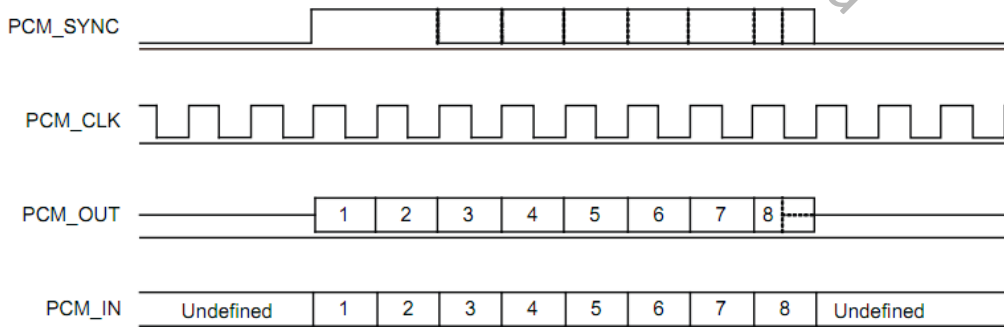 PCM_SYNC
PCM_CLK
PCM_OUT 1 2 3 4 5 6 7 8
PCM_IN Undefined 1 2 3 4 5 6 7 8 Undefined